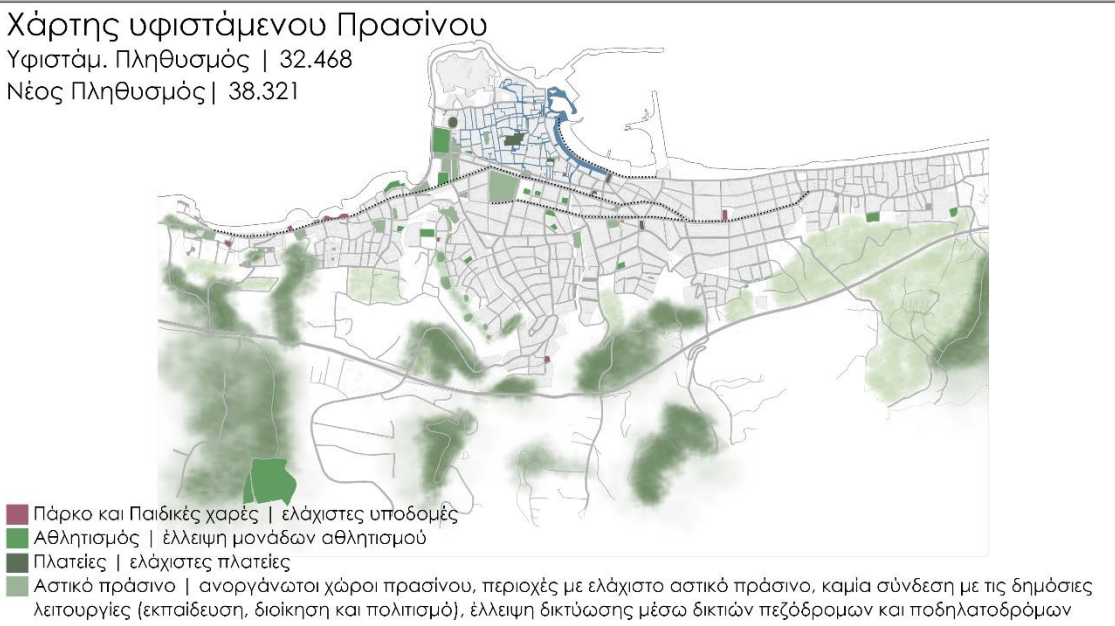 Χάρτης υφιστάμενου Πρασίνου
Υφιστάμ. Πληθυσμός | 32.468
Νέος Πληθυσμός| 38.321
Πάρκο και Παιδικές χαρές | ελάχιστες υποδομές
Αθλητισμός | έλλειψη μονάδων αθλητισμού
Πλατείες | ελάχιστες πλατείες
Αστικό πράσινο | ανοργάνωτοι χώροι πρασίνου, περιοχές με ελάχιστο αστικό πράσινο, καμία σύνδεση με τις δημόσιες
λειτουργίες (εκπαίδευση, διοίκηση και πολιτισμό), έλλειψη δικτύωσης μέσω δικτιών πεζόδρομων και ποδηλατοδρόμων